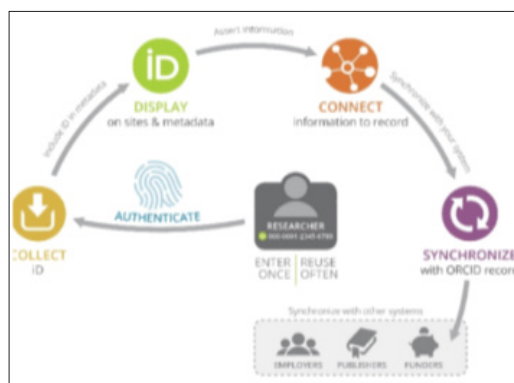 Assert information
iD
DISPLAY
on sites & metadata
CONNECT
information to record
Include iD in metadata
Synchronize with your system
AUTHENTICATE
RESEARCHER
COLLECT
iD
ENTER | REUSE
ONCE | OFTEN
SYNCHRONIZE
with ORCID record
Synchronize with other systems
EMPLOYERS
PUBLISHERS
FUNDERS